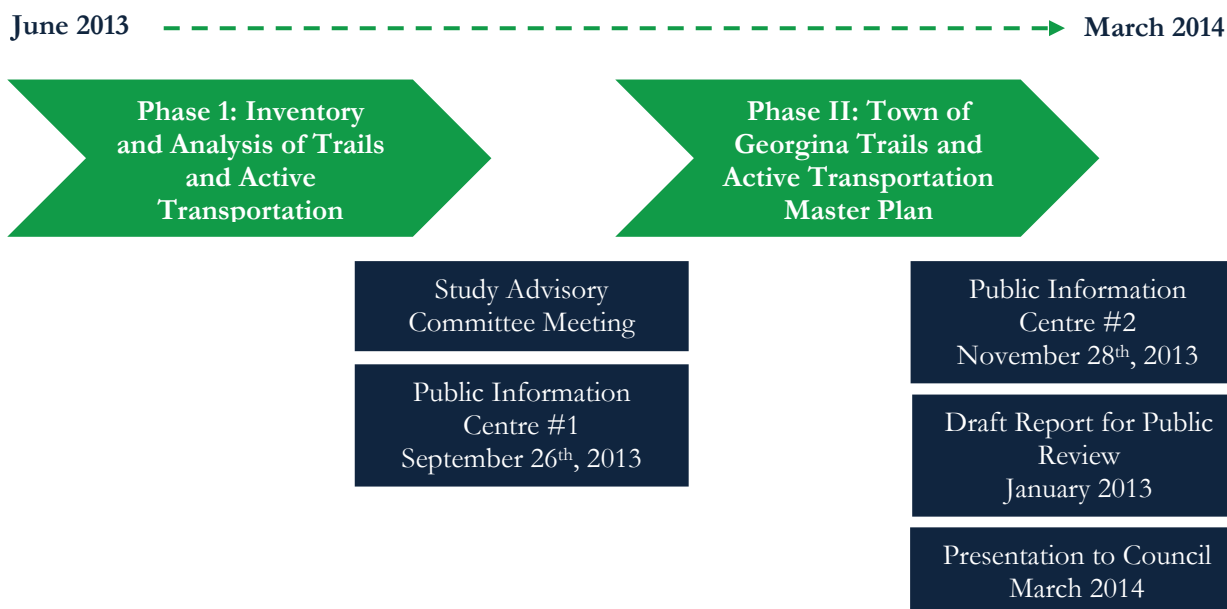 June 2013
March 2014
Phase 1: Inventory
and Analysis of Trails
and Active
Transportation
Phase II: Town of
Georgina Trails and
Active Transportation
Master Plan
Study Advisory
Committee Meeting
Public Information
Centre #1
September 26th, 2013
Public Information
Centre #2
November 28th, 2013
Draft Report for Public
Review
January 2013
Presentation to Council
March 2014